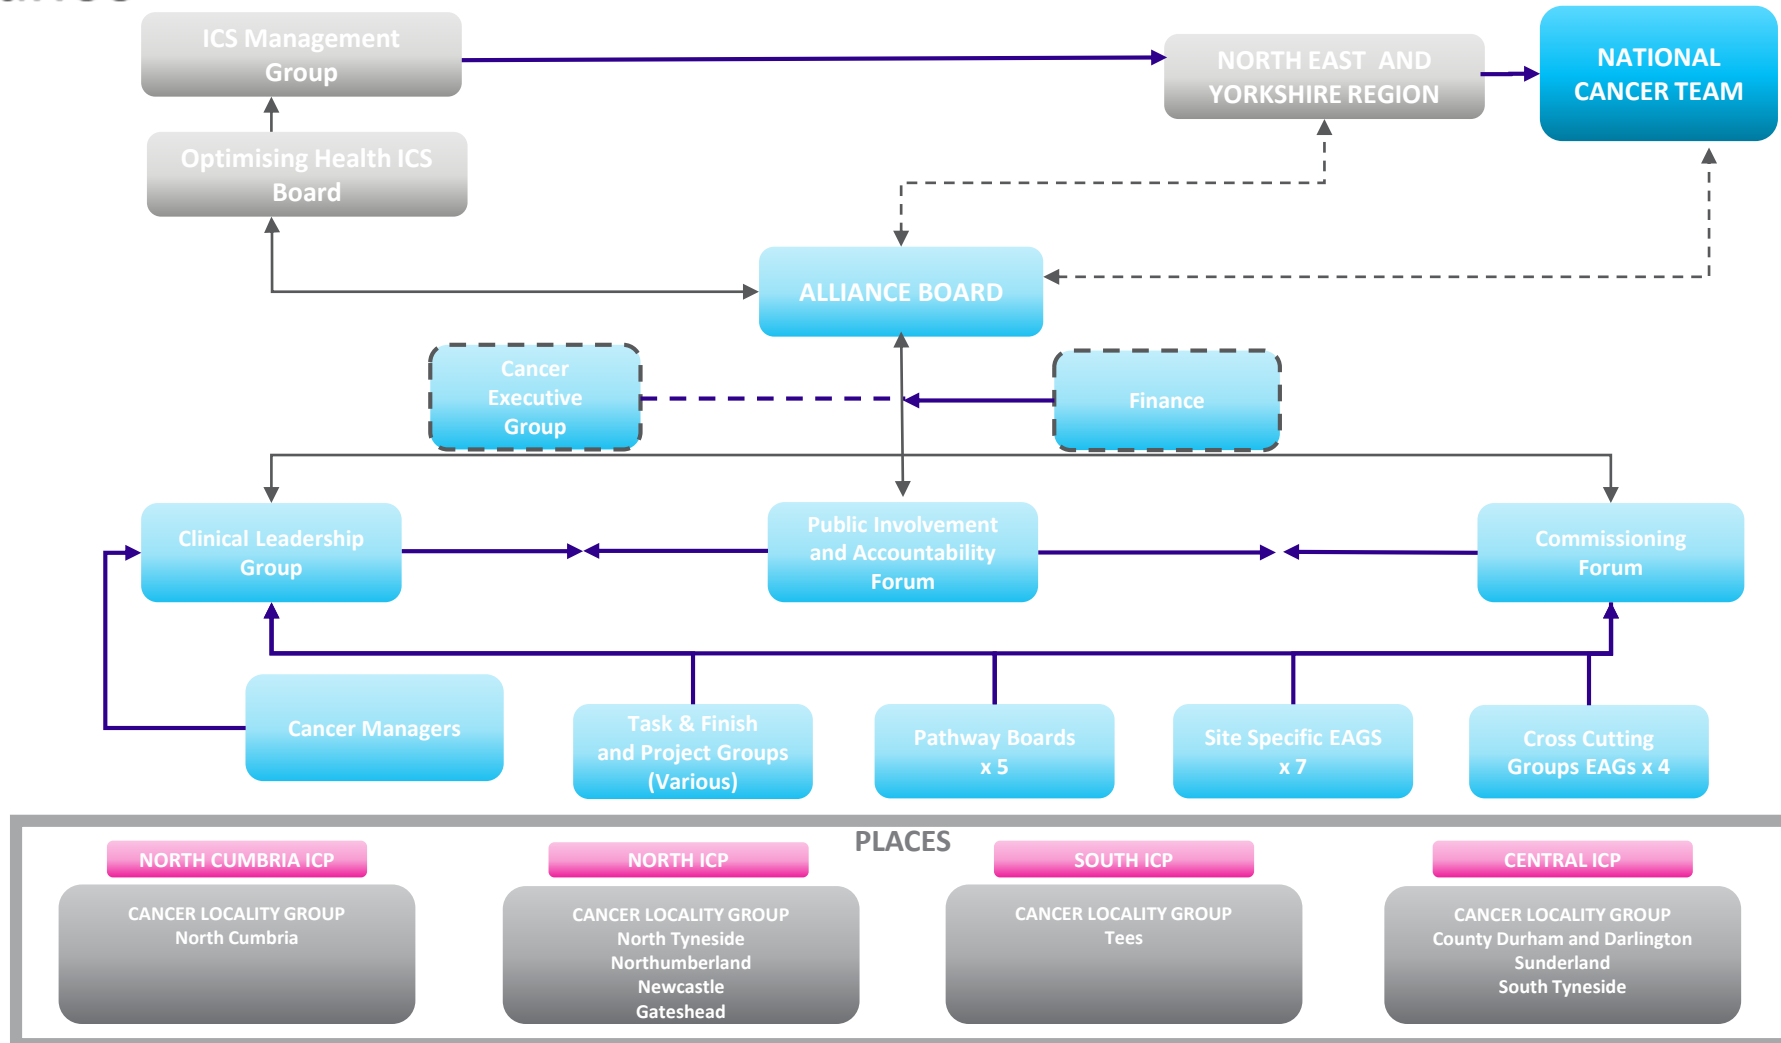 ICS Management
Group
NORTH EAST AND
YORKSHIRE REGION
NATIONAL
CANCER TEAM
Optimising Health ICS
Board
ALLIANCE BOARD
Cancer
Executive
Group
Finance
Clinical Leadership
Group
Public Involvement
and Accountability
Forum
Commissioning
Forum
Cancer Managers
Task & Finish
and Project Groups
(Various)
Pathway Boards
x 5
Site Specific EAGS
x 7
Cross Cutting
Groups EAGs x 4
PLACES
NORTH CUMBRIA ICP
CANCER LOCALITY GROUP
North Cumbria
NORTH ICP
CANCER LOCALITY GROUP
North Tyneside
Northumberland
Newcastle
Gateshead
SOUTH ICP
CANCER LOCALITY GROUP
Tees
CENTRAL ICP
CANCER LOCALITY GROUP
County Durham and Darlington
Sunderland
South Tyneside